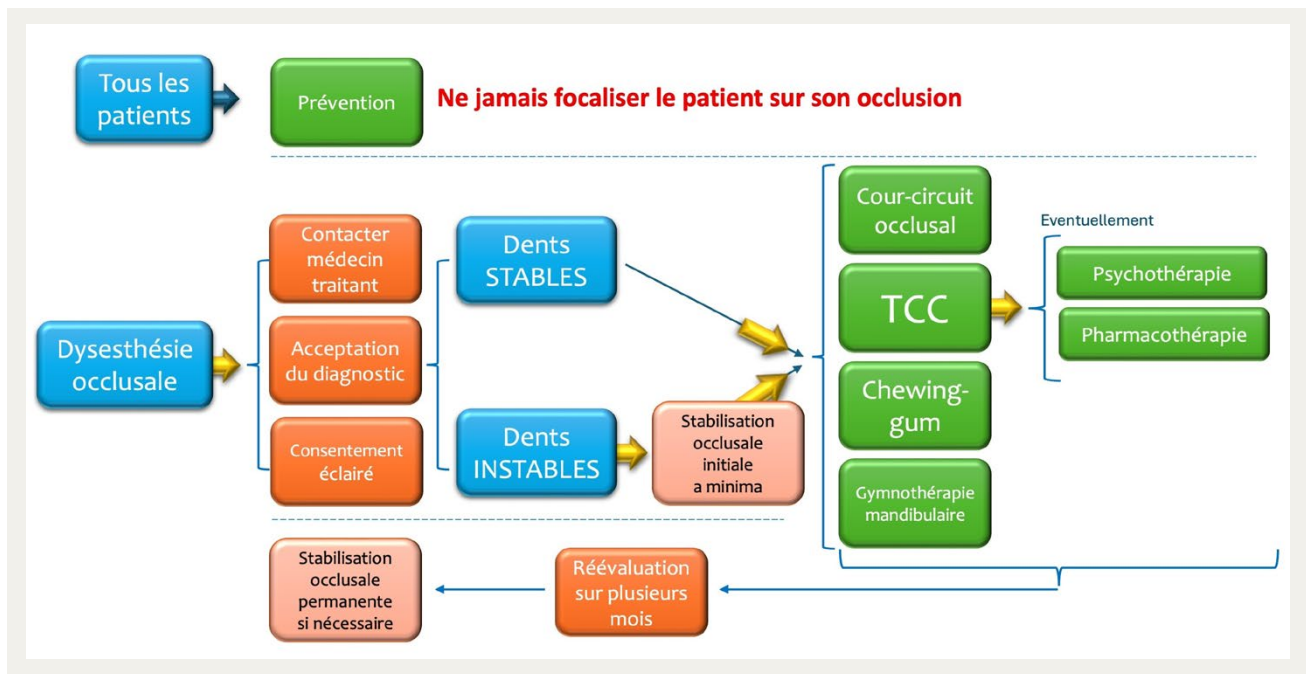 Tous les
patients
Prévention
Ne jamais focaliser le patient sur son occlusion
Dysesthésie
occlusale
Contacter
médecin
traitant
Acceptation
du diagnostic
Consentement
éclairé
Dents
STABLES
Dents
INSTABLES
Stabilisation
occlusale
initiale
a minima
Cour-circuit
occlusal
TCC
Chewing-
gum
Gymnothérapie
mandibulaire
Eventuellement
Psychothérapie
Pharmacothérapie
Réévaluation
sur plusieurs
mois
Stabilisation
occlusale
permanente
si nécessaire